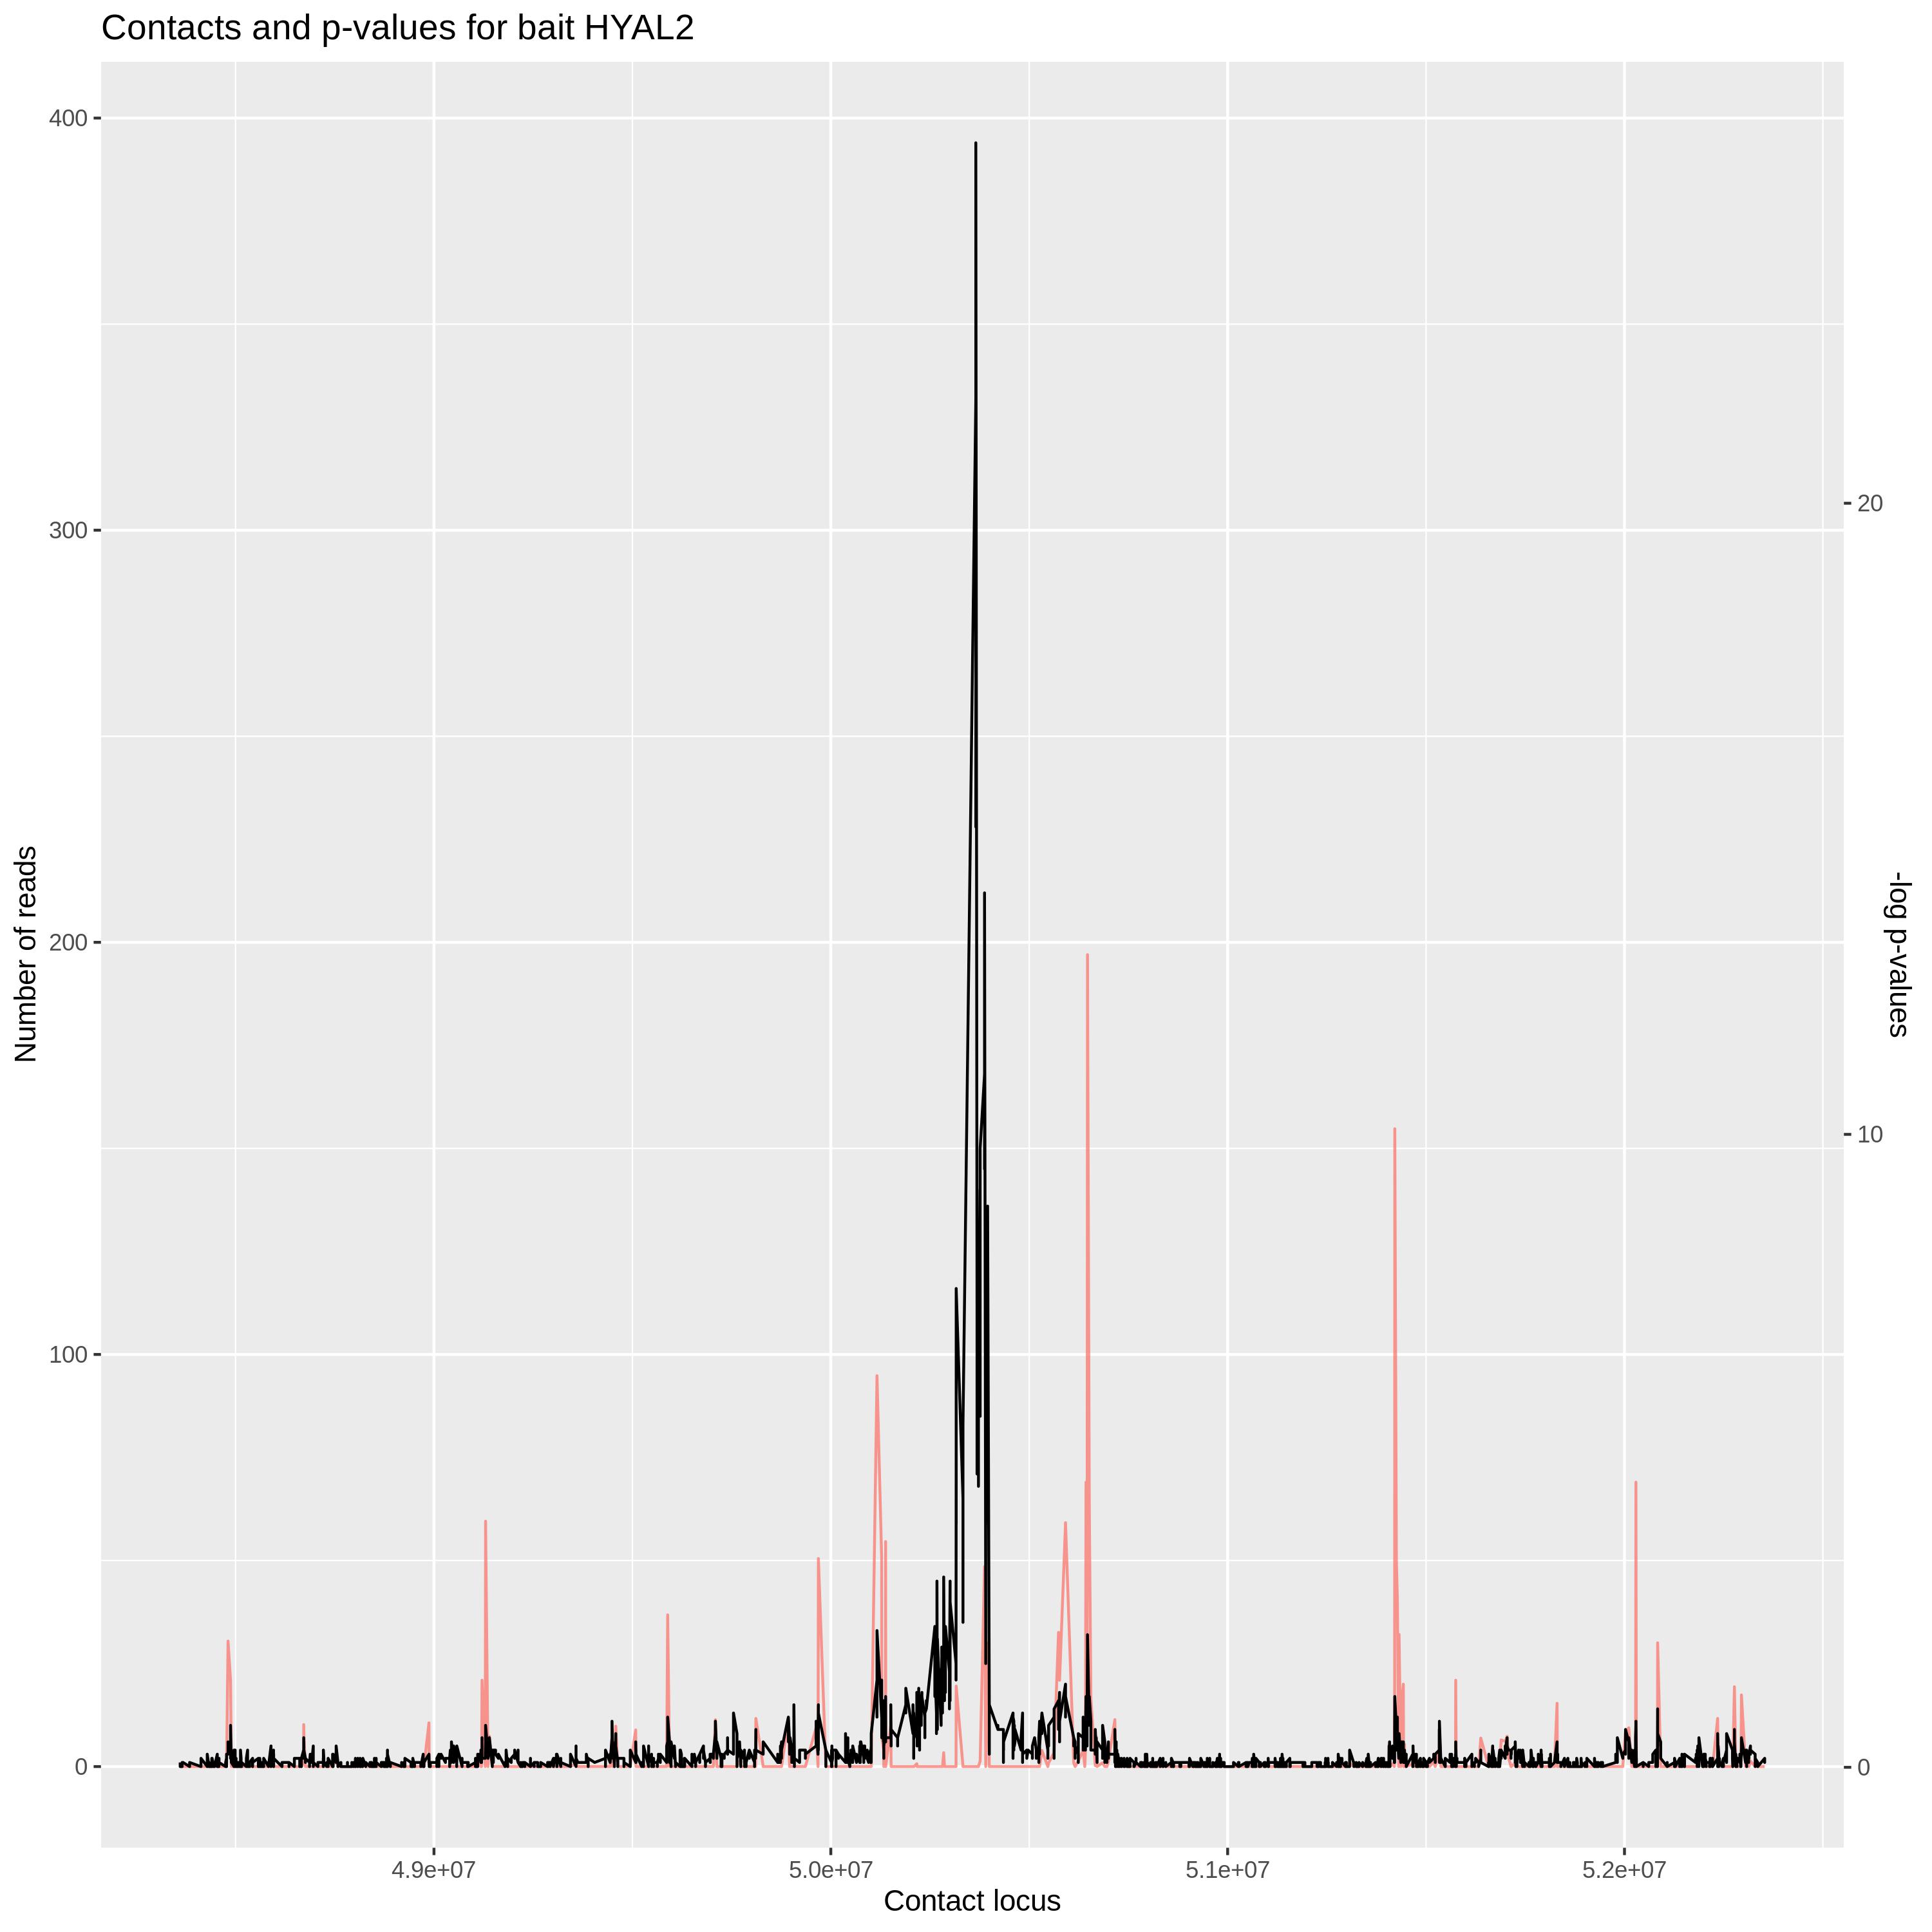 Contacts and p-values for bait HYAL2
400
300
200
100
0
Number of reads
20
10
0
-log p-values
4.9e+07
5.0e+07
5.1e+07
5.2e+07
Contact locus